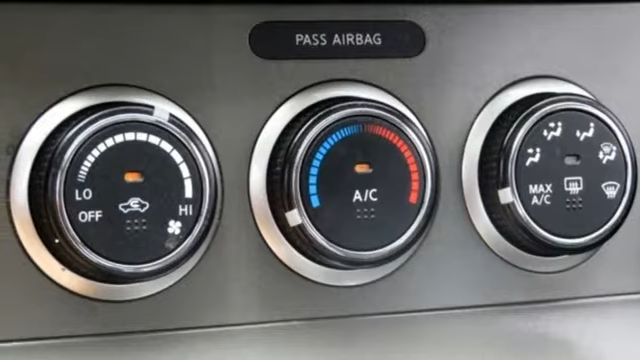 PASS AIRBAG
LO
OFF
HI
A/C
MAX
A/C